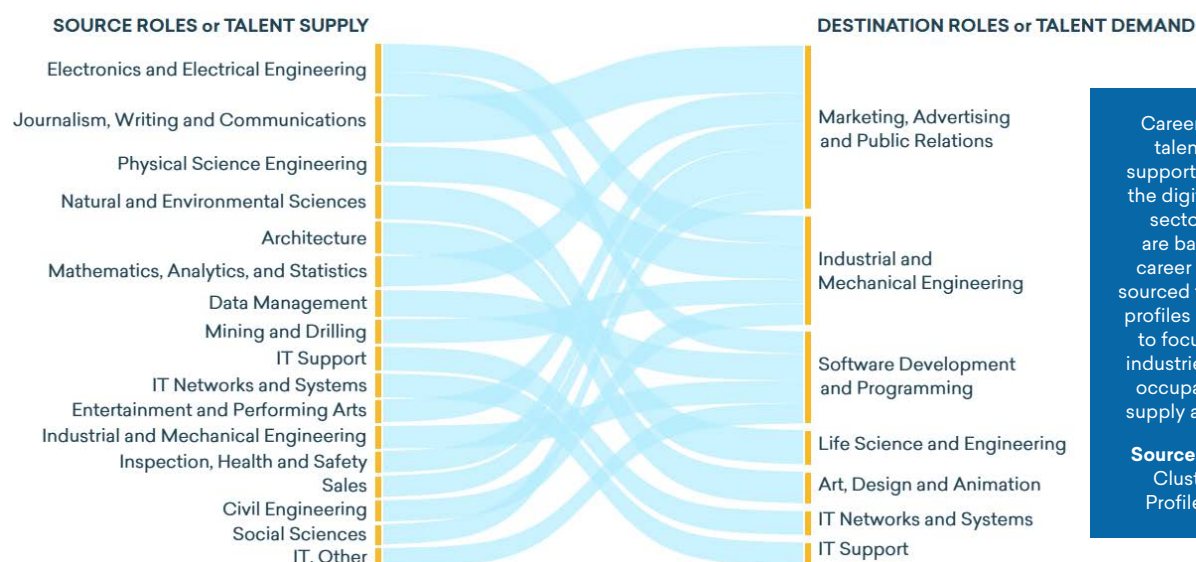 SOURCE ROLES or TALENT SUPPLY
Electronics and Electrical Engineering
Journalism, Writing and Communications
Physical Science Engineering
Natural and Environmental Sciences
Architecture
Mathematics, Analytics, and Statistics
Data Management
Mining and Drilling
IT Support
IT Networks and Systems
Entertainment and Performing Arts
Industrial and Mechanical Engineering
Inspection, Health and Safety
Sales
Civil Engineering
Social Sciences
IT, Other
DESTINATION ROLES or TALENT DEMAND
Marketing, Advertising
and Public Relations
Industrial and
Mechanical Engineering
Software Development
and Programming
Life Science and Engineering
Art, Design and Animation
IT Networks and Systems
IT Support
Career
talen
support
the digit
secto
are ba
career
sourced
profiles
to focu
industrie
occupa
supply a
Source
Clust
Profile